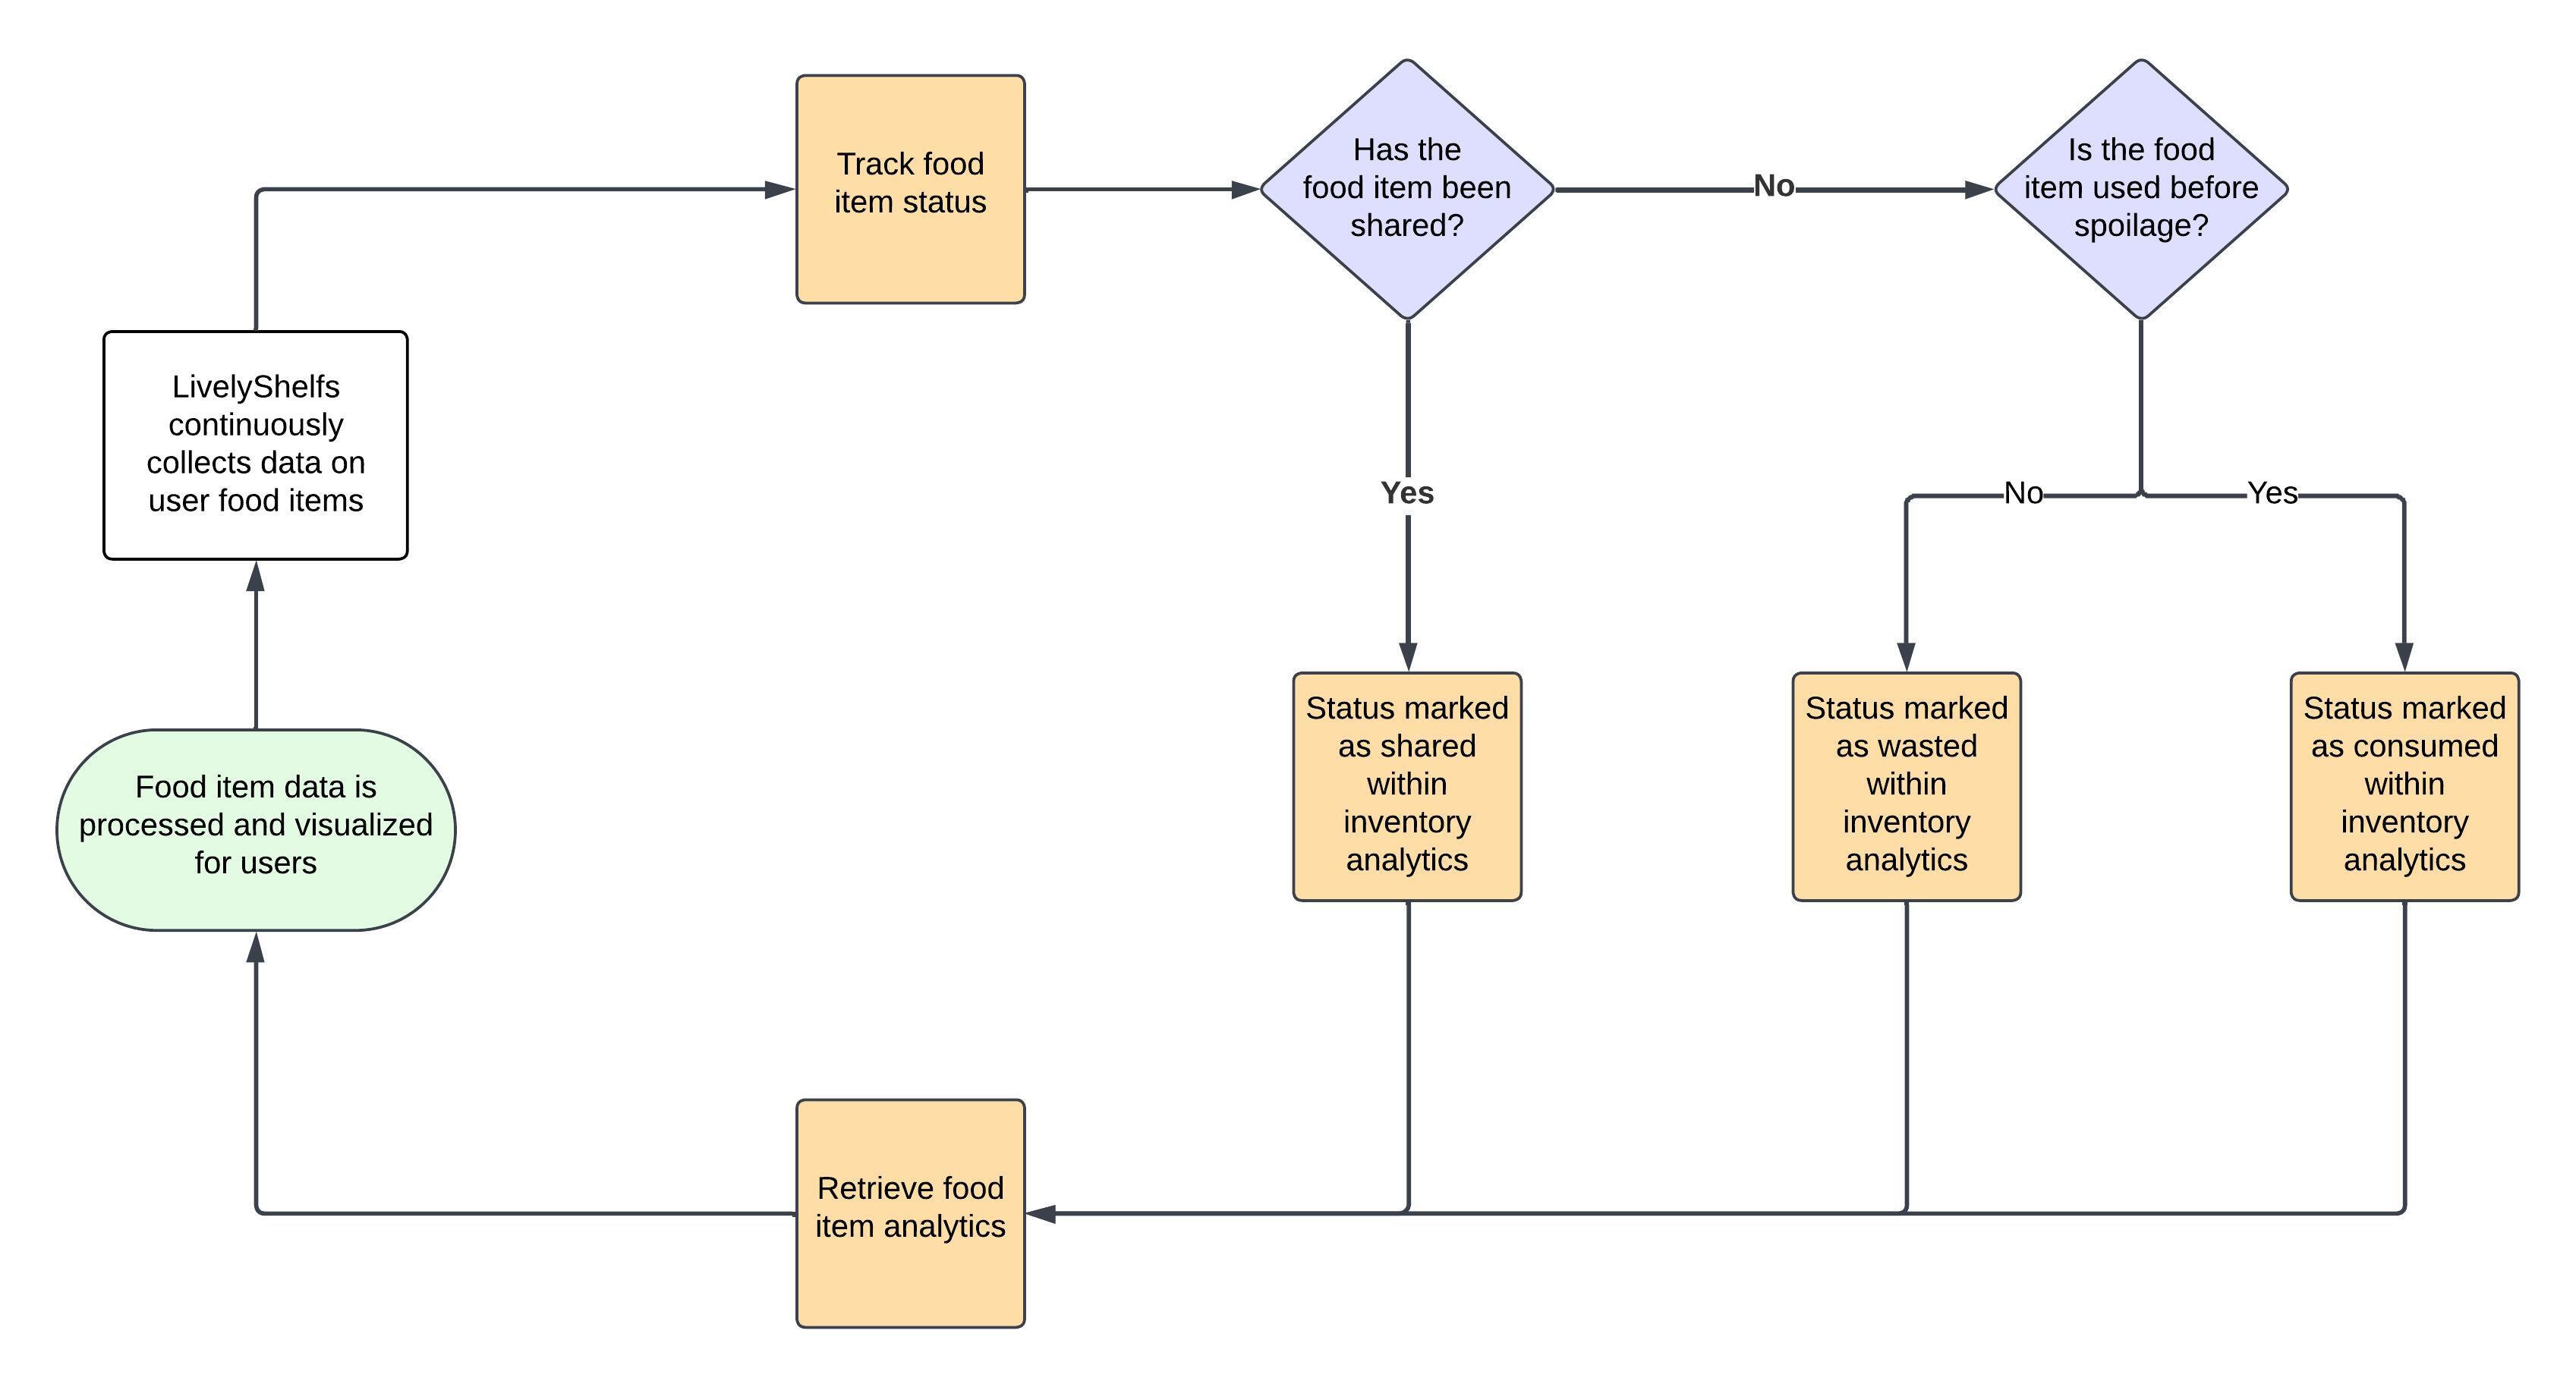 Track food
item status
Has the
food item been
shared?
No
Is the food
item used before
spoilage?
LivelyShelfs
continuously
collects data on
user food items
Yes
No
Yes
Status marked
as shared
within
inventory
analytics
Status marked
as wasted
within
inventory
analytics
Status marked
as consumed
within
inventory
analytics
Food item data is
processed and visualized
for users
Retrieve food
item analytics